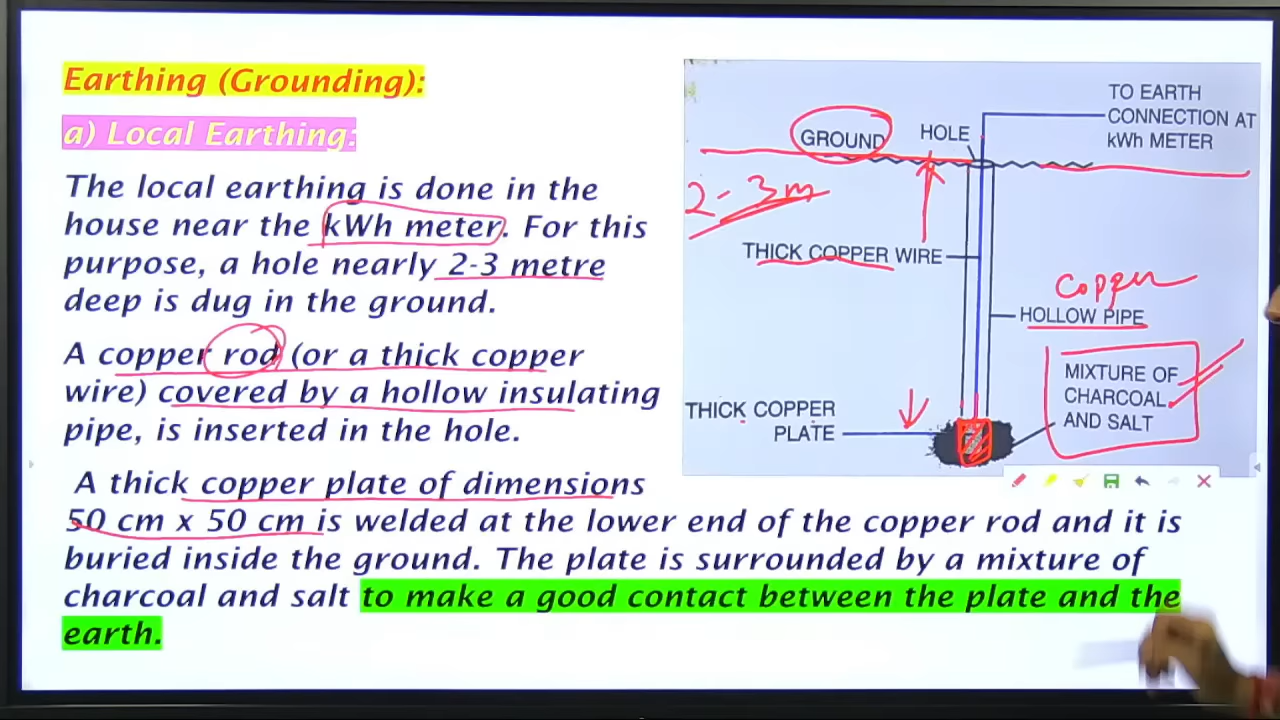 Earthing (Grounding):
a) Local Earthing:
The local earthing is done in the
house near the kWh meter. For this
purpose, a hole nearly 2-3 metre
deep is dug in the ground.
A copper rod (or a thick copper
wire) covered by a hollow insulating
pipe, is inserted in the hole.
A thick copper plate of dimensions
50 cm x 50 cm is welded at the lower end of the copper rod and it is
buried inside the ground. The plate is surrounded by a mixture of
charcoal and salt to make a good contact between the plate and the
earth.
TO EARTH
CONNECTION AT
kWh METER
GROUND
HOLE
2-3m
THICK COPPER WIRE
Copper
HOLLOW PIPE
MIXTURE OF
CHARCOAL
AND SALT
THICK COPPER
PLATE